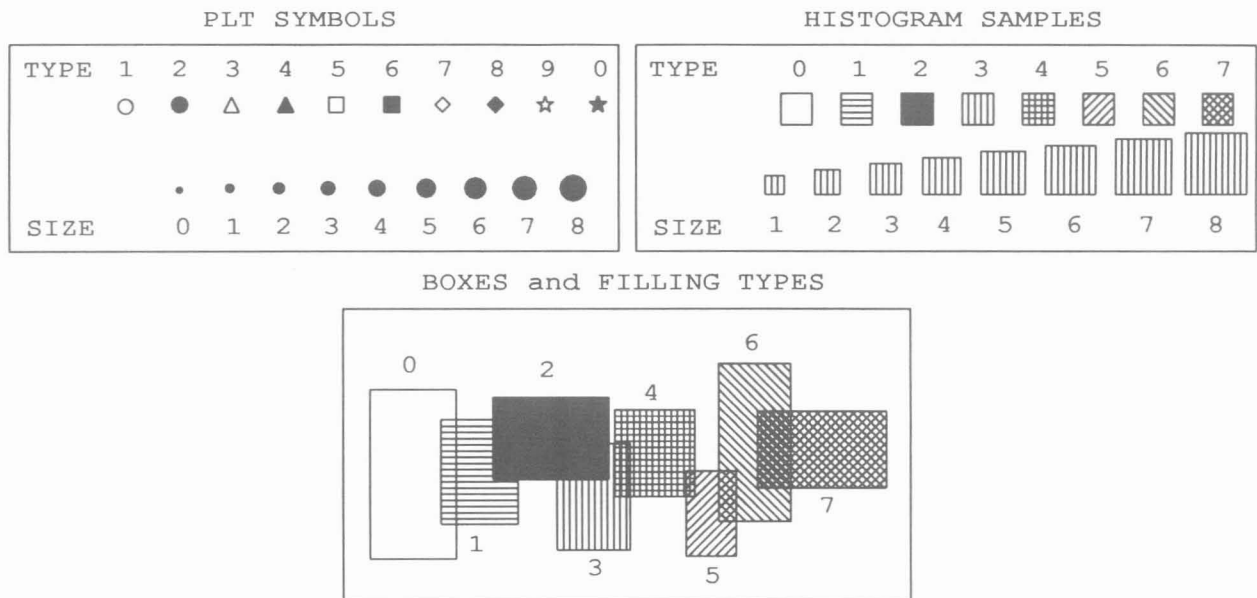 PLT SYMBOLS
TYPE 1 2 3 4 5 6 7 8 9 0
SIZE 0 1 2 3 4 5 6 7 8
HISTOGRAM SAMPLES
TYPE 0 1 2 3 4 5 6 7
SIZE 1 2 3 4 5 6 7 8
BOXES and FILLING TYPES
0
1
2
3
4
5
6
7